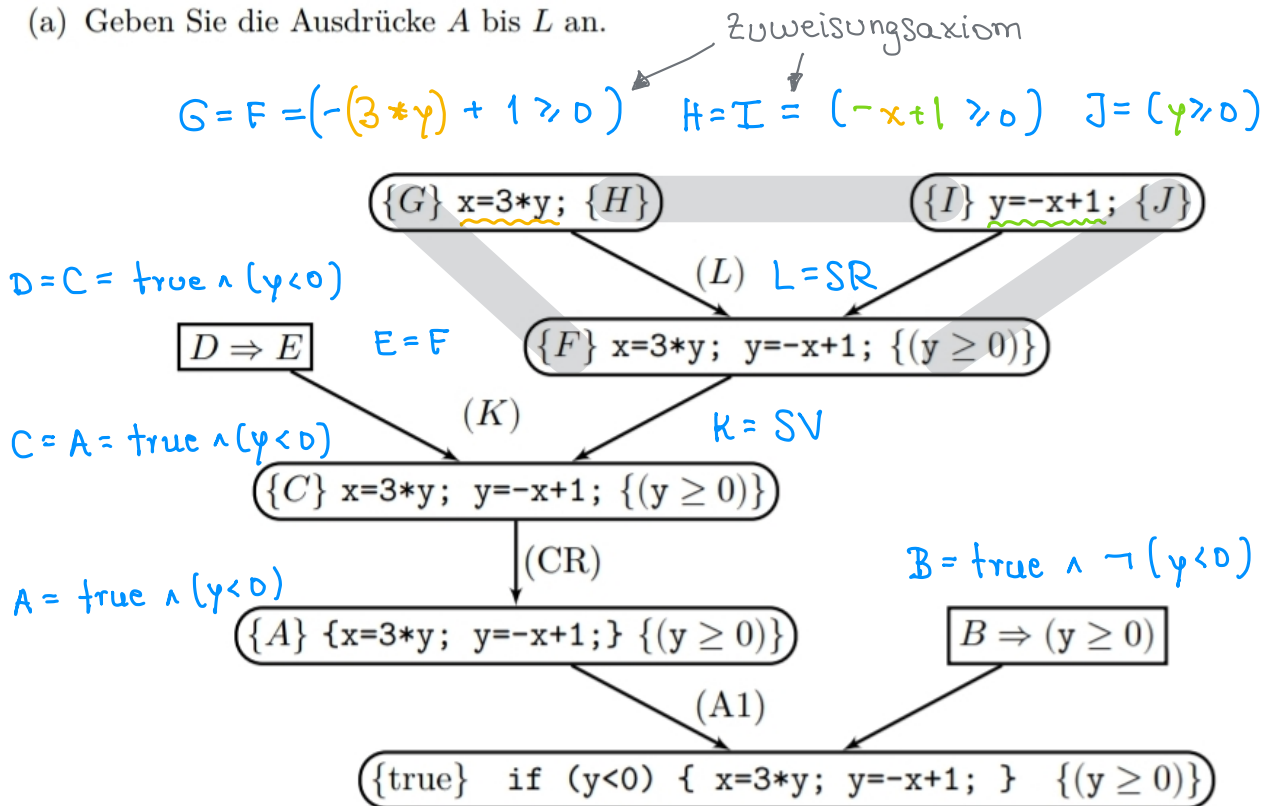 (a) Geben Sie die Ausdrücke A bis L an.
Zuweisungsaxiom
G = F = (-(3 * y) + 1 ≥ 0) H = I = (-x+1 ≥ 0) J = (y ≥ 0)
{G} x=3*y; {H} {I} y=-x+1; {J}
(L) L = SR
D = C = true ∧ (y<0)
D ⇒ E E = F {F} x=3*y; y=-x+1; {(y ≥ 0)}
(K) K = SV
C = A = true ∧ (y<0)
{C} x=3*y; y=-x+1; {(y ≥ 0)}
(CR) B = true ∧ ¬ (y<0)
A = true ∧ (y<0)
{A} {x=3*y; y=-x+1;} {(y ≥ 0)} B ⇒ (y ≥ 0)
(A1)
{true} if (y<0) { x=3*y; y=-x+1; } {(y ≥ 0)}